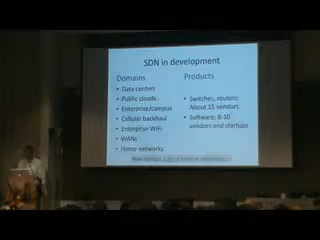 SDN in development
Domains
• Data centers
• Public clouds
• Enterprise/campus
• Cellular backhaul
• Enterprise WiFi
• WANs
• Home networks
Products
• Switches, routers:
About 15 vendors
• Software: 8-10
vendors and startups